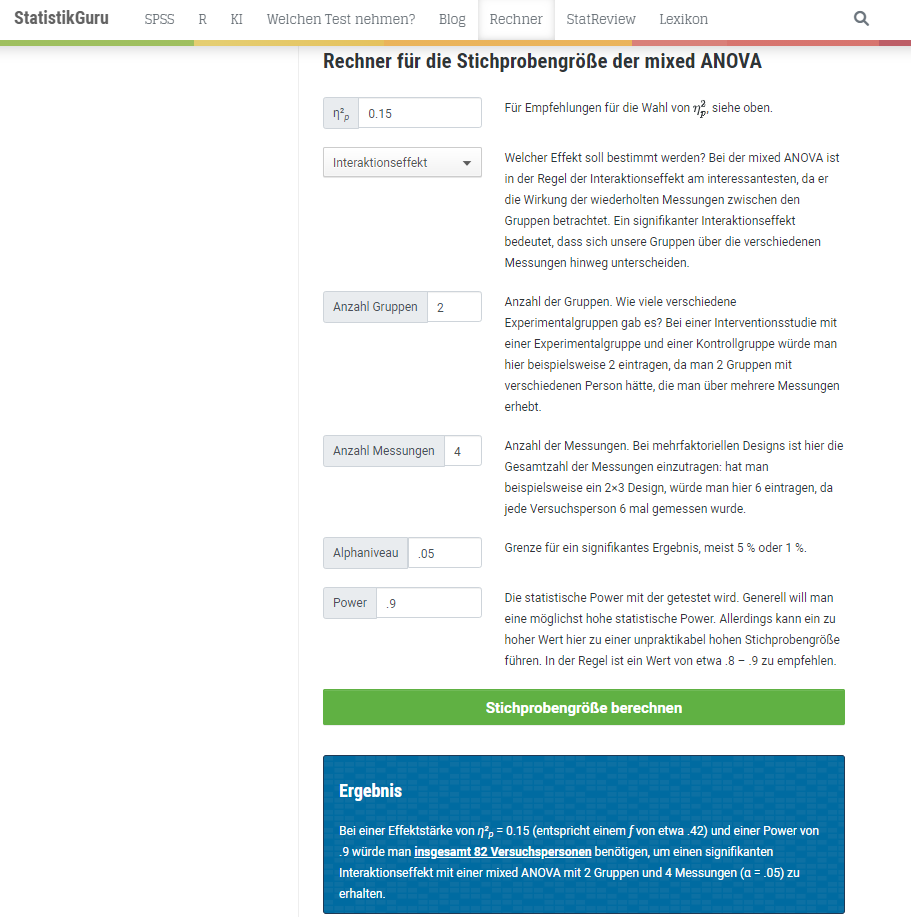 StatistikGuru SPSS R KI Welchen Test nehmen? Blog Rechner StatReview Lexikon
Rechner für die Stichprobengröße der mixed ANOVA
η²p 0.15
Für Empfehlungen für die Wahl von η²p, siehe oben.
Interaktionseffekt
Welcher Effekt soll bestimmt werden? Bei der mixed ANOVA ist
in der Regel der Interaktionseffekt am interessantesten, da er
die Wirkung der wiederholten Messungen zwischen den
Gruppen betrachtet. Ein signifikanter Interaktionseffekt
bedeutet, dass sich unsere Gruppen über die verschiedenen
Messungen hinweg unterscheiden.
Anzahl Gruppen 2
Anzahl der Gruppen. Wie viele verschiedene
Experimentalgruppen gab es? Bei einer Interventionsstudie mit
einer Experimentalgruppe und einer Kontrollgruppe würde man
hier beispielsweise 2 eintragen, da man 2 Gruppen mit
verschiedenen Person hätte, die man über mehrere Messungen
erhebt.
Anzahl Messungen 4
Anzahl der Messungen. Bei mehrfaktoriellen Designs ist hier die
Gesamtzahl der Messungen einzutragen: hat man
beispielsweise ein 2×3 Design, würde man hier 6 eintragen, da
jede Versuchsperson 6 mal gemessen wurde.
Alphaniveau .05
Grenze für ein signifikantes Ergebnis, meist 5 % oder 1 %.
Power .9
Die statistische Power mit der getestet wird. Generell will man
eine möglichst hohe statistische Power. Allerdings kann ein zu
hoher Wert hier zu einer unpraktikabel hohen Stichprobengröße
führen. In der Regel ist ein Wert von etwa .8 – .9 zu empfehlen.
Stichprobengröße berechnen
Ergebnis
Bei einer Effektstärke von η²p = 0.15 (entspricht einem f von etwa .42) und einer Power von
.9 würde man insgesamt 82 Versuchspersonen benötigen, um einen signifikanten
Interaktionseffekt mit einer mixed ANOVA mit 2 Gruppen und 4 Messungen (α = .05) zu
erhalten.